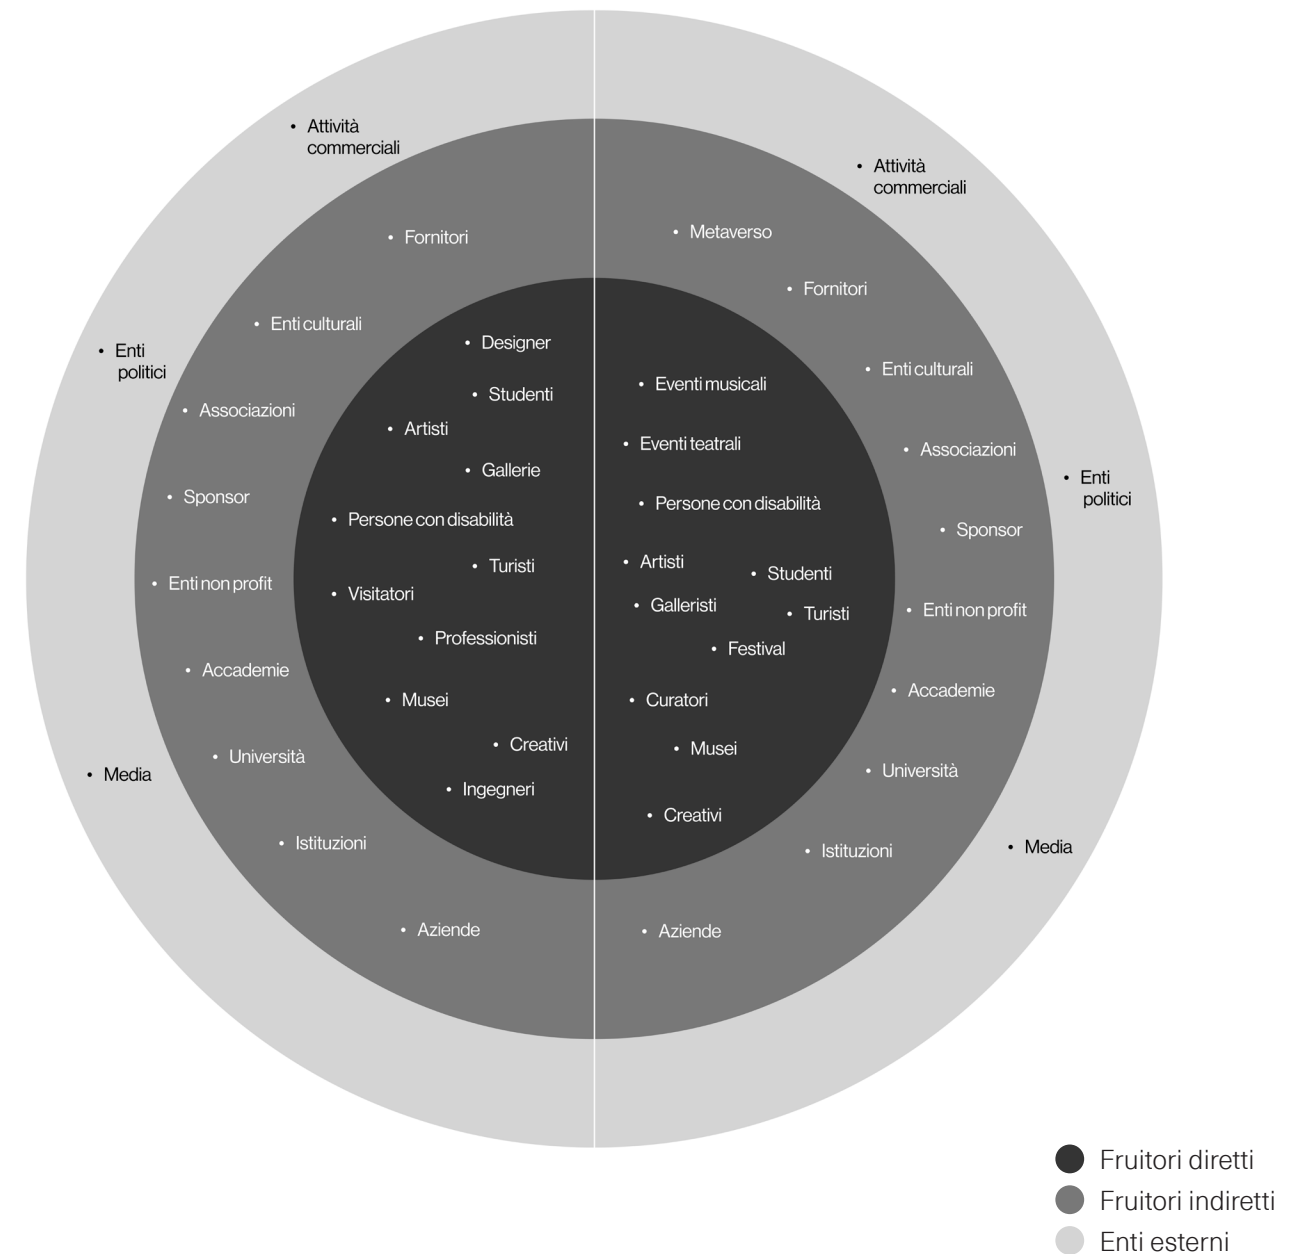 • Attività
commerciali
• Fornitori
• Enti culturali
• Enti
politici
• Associazioni
• Sponsor
• Enti non profit
• Accademie
• Università
• Media
• Istituzioni
• Aziende
• Designer
• Studenti
• Artisti
• Gallerie
• Persone con disabilità
• Turisti
• Visitatori
• Professionisti
• Musei
• Creativi
• Ingegneri
• Eventi musicali
• Eventi teatrali
• Persone con disabilità
• Artisti
• Studenti
• Galleristi
• Turisti
• Festival
• Curatori
• Musei
• Creativi
• Metaverso
• Fornitori
• Enti culturali
• Associazioni
• Sponsor
• Enti non profit
• Accademie
• Università
• Istituzioni
• Aziende
• Attività
commerciali
• Enti
politici
• Media
Fruitori diretti
Fruitori indiretti
Enti esterni